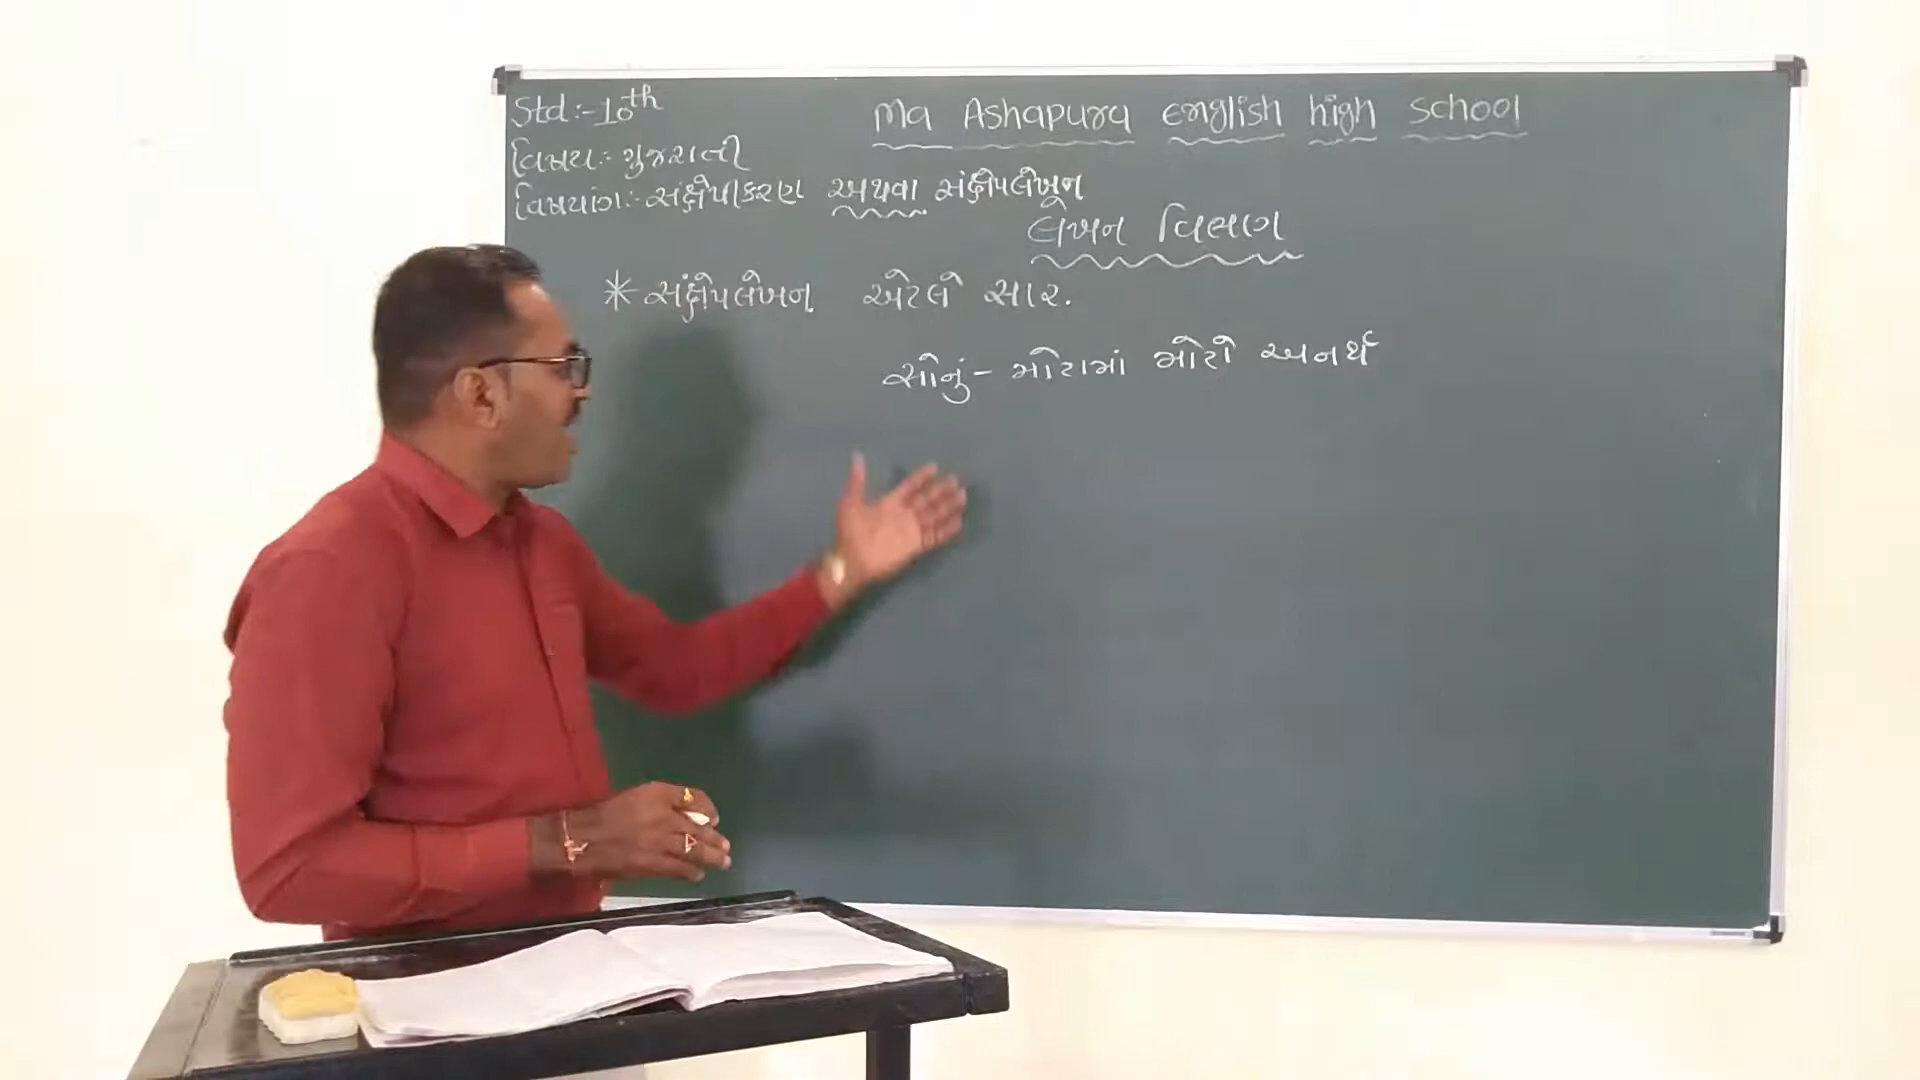 Std:- 10th
Ma Ashapura English high school
વિષય:- ગુજરાતી
વિષયાંગ:- સંક્ષેપીકરણ અથવા સંક્ષેપલેખન
લેખન વિભાગ
* સંક્ષેપલેખન એટલે સાર.
સોનું - મોટામાં મોટો અનર્થ